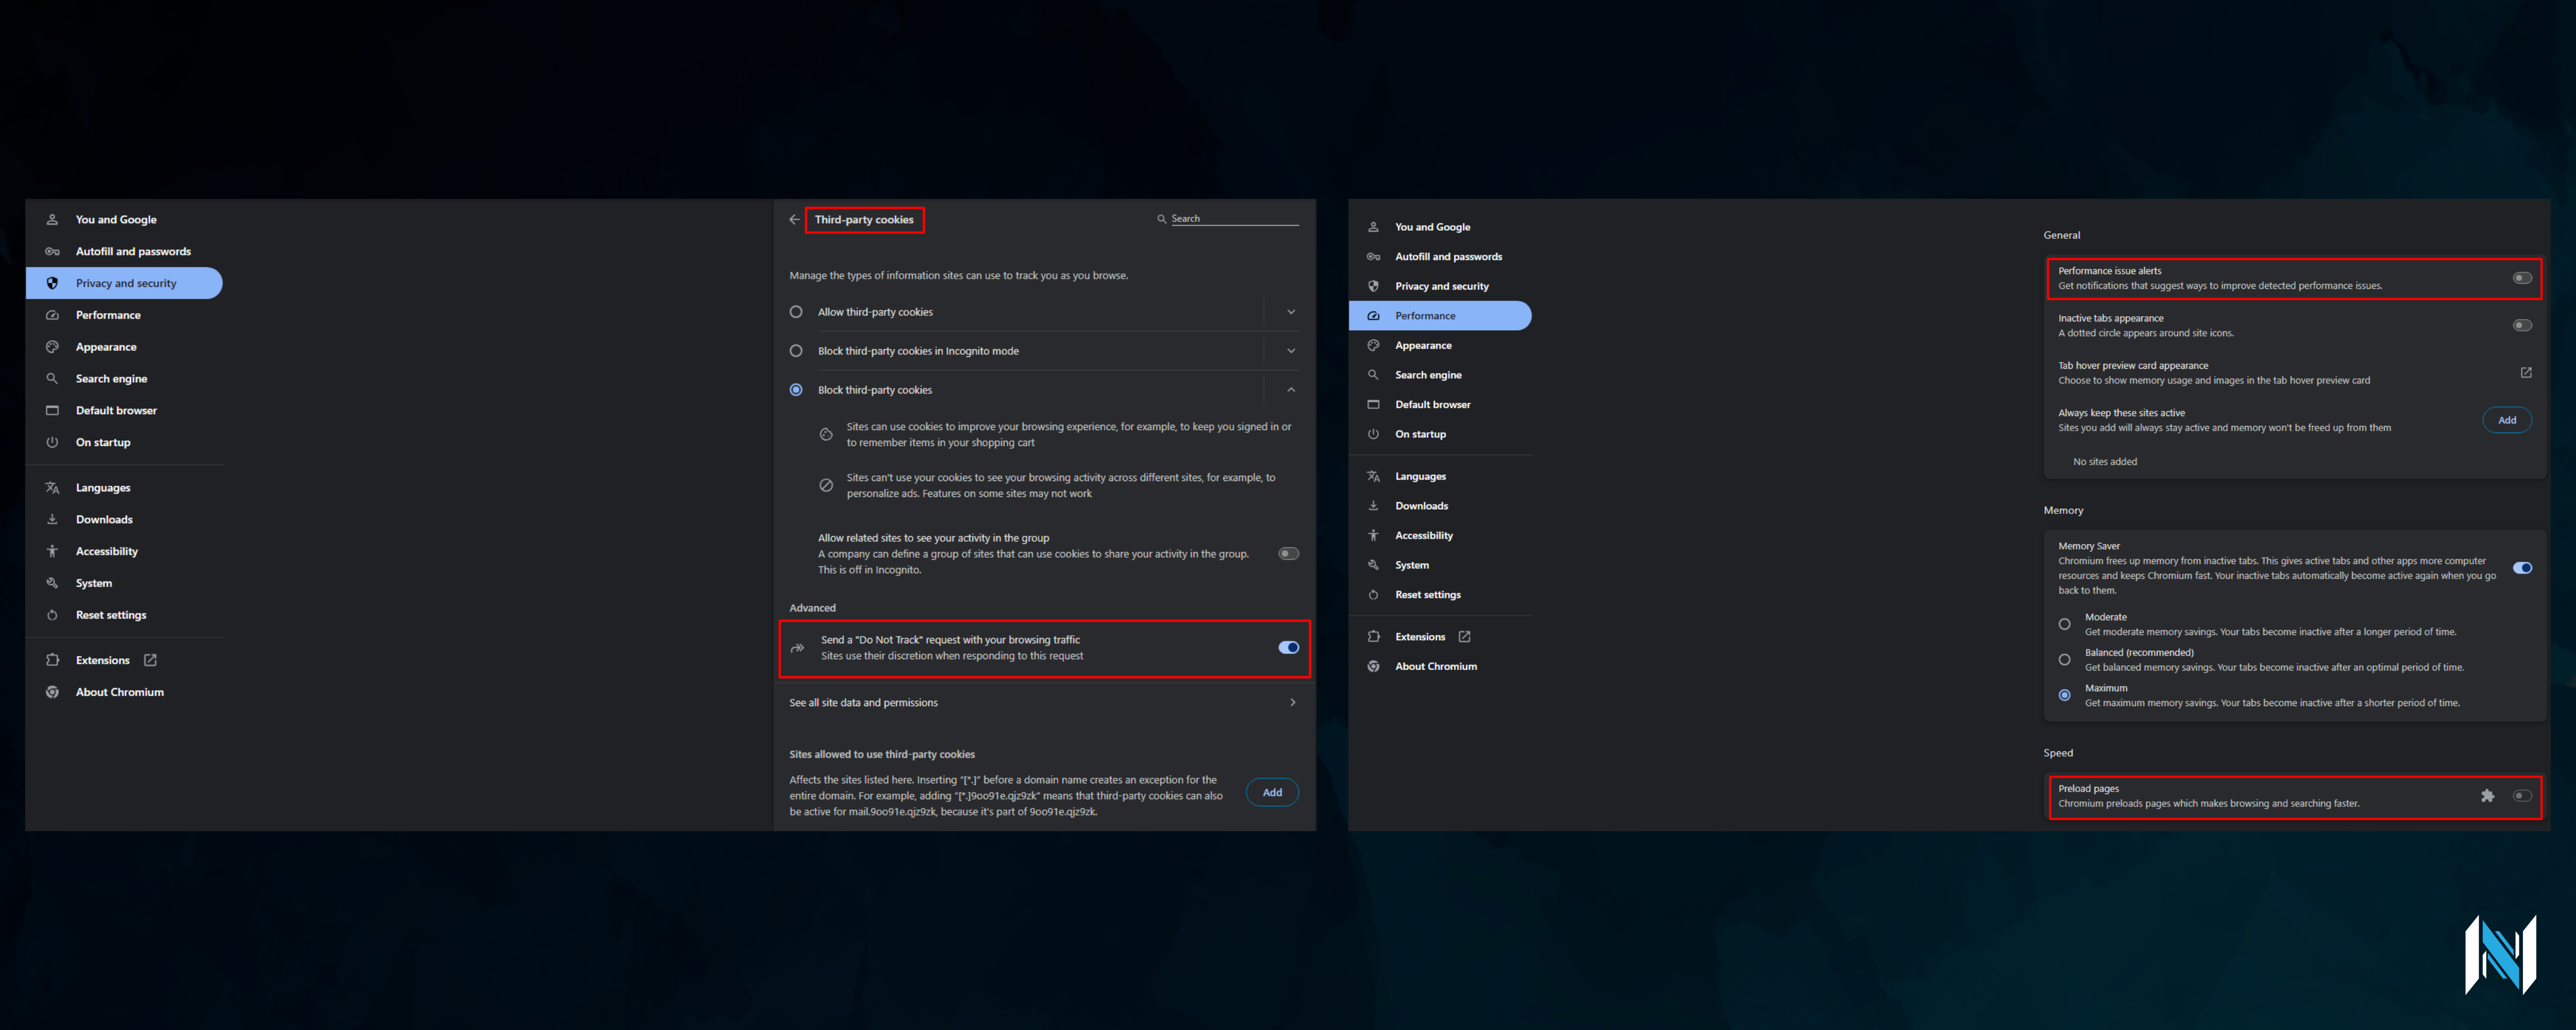 You and Google
Autofill and passwords
Privacy and security
Performance
Appearance
Search engine
Default browser
On startup
Languages
Downloads
Accessibility
System
Reset settings
Extensions
About Chromium
Third-party cookies
Search
Manage the types of information sites can use to track you as you browse.
Allow third-party cookies
Block third-party cookies in Incognito mode
Block third-party cookies
Sites can use cookies to improve your browsing experience, for example, to keep you signed in or
to remember items in your shopping cart
Sites can't use your cookies to see your browsing activity across different sites, for example, to
personalize ads. Features on some sites may not work
Allow related sites to see your activity in the group
A company can define a group of sites that can use cookies to share your activity in the group.
This is off in Incognito.
Advanced
Send a "Do Not Track" request with your browsing traffic
Sites use their discretion when responding to this request
See all site data and permissions
Sites allowed to use third-party cookies
Affects the sites listed here. Inserting "[*.]" before a domain name creates an exception for the
entire domain. For example, adding "[*.]9oo91e.qjz9zk" means that third-party cookies can also
be active for mail.9oo91e.qjz9zk, because it's part of 9oo91e.qjz9zk.
Add
You and Google
Autofill and passwords
Privacy and security
Performance
Appearance
Search engine
Default browser
On startup
Languages
Downloads
Accessibility
System
Reset settings
Extensions
About Chromium
General
Performance issue alerts
Get notifications that suggest ways to improve detected performance issues.
Inactive tabs appearance
A dotted circle appears around site icons.
Tab hover preview card appearance
Choose to show memory usage and images in the tab hover preview card
Always keep these sites active
Sites you add will always stay active and memory won't be freed up from them
Add
No sites added
Memory
Memory Saver
Chromium frees up memory from inactive tabs. This gives active tabs and other apps more computer
resources and keeps Chromium fast. Your inactive tabs automatically become active again when you go
back to them.
Moderate
Get moderate memory savings. Your tabs become inactive after a longer period of time.
Balanced (recommended)
Get balanced memory savings. Your tabs become inactive after an optimal period of time.
Maximum
Get maximum memory savings. Your tabs become inactive after a shorter period of time.
Speed
Preload pages
Chromium preloads pages which makes browsing and searching faster.